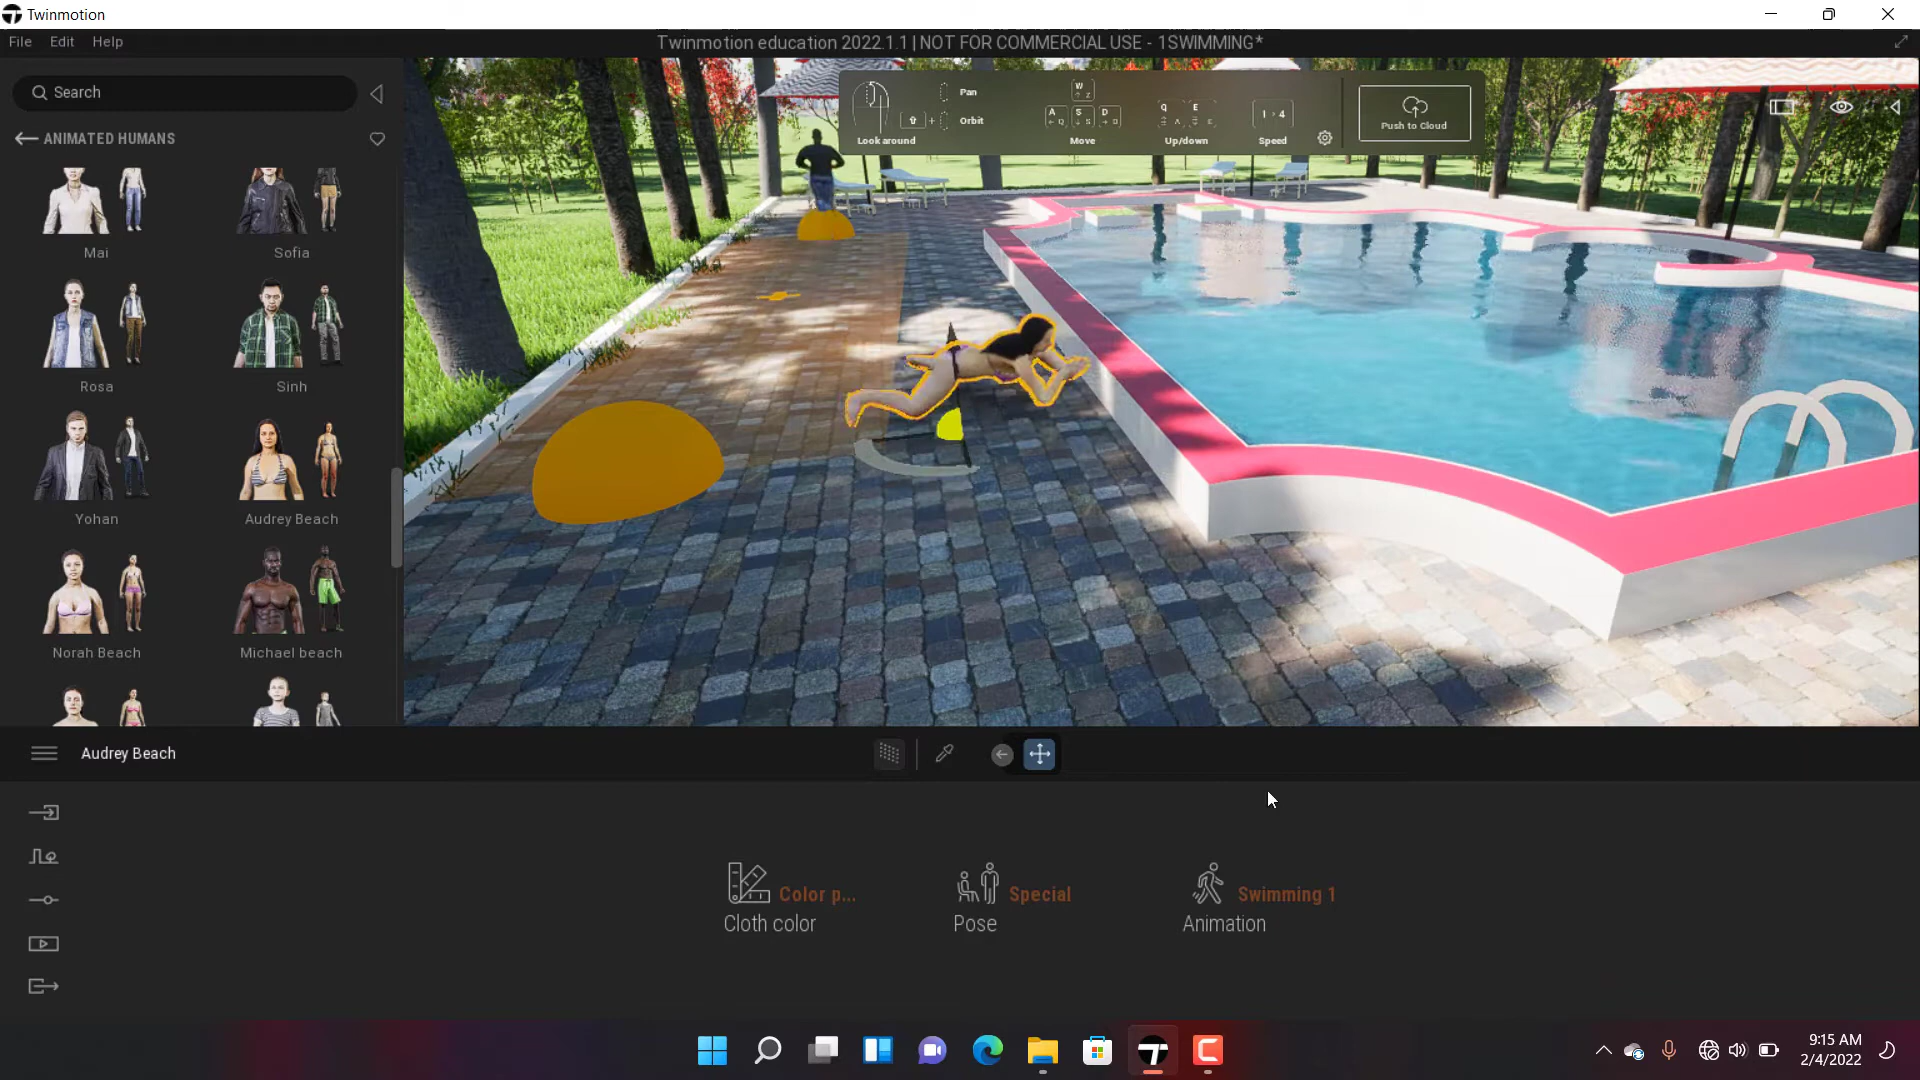 Twinmotion
File Edit Help
Twinmotion education 2022.1.1 | NOT FOR COMMERCIAL USE - 1SWIMMING*
Search
ANIMATED HUMANS
Mai Sofia
Rosa Sinh
Yohan Audrey Beach
Norah Beach Michael beach
Pan
Orbit
Look around
W
A S D
Move
Q E
Up/down
1 > 4
Speed
Push to Cloud
Audrey Beach
Color p...
Cloth color
Special
Pose
Swimming 1
Animation
9:15 AM
2/4/2022